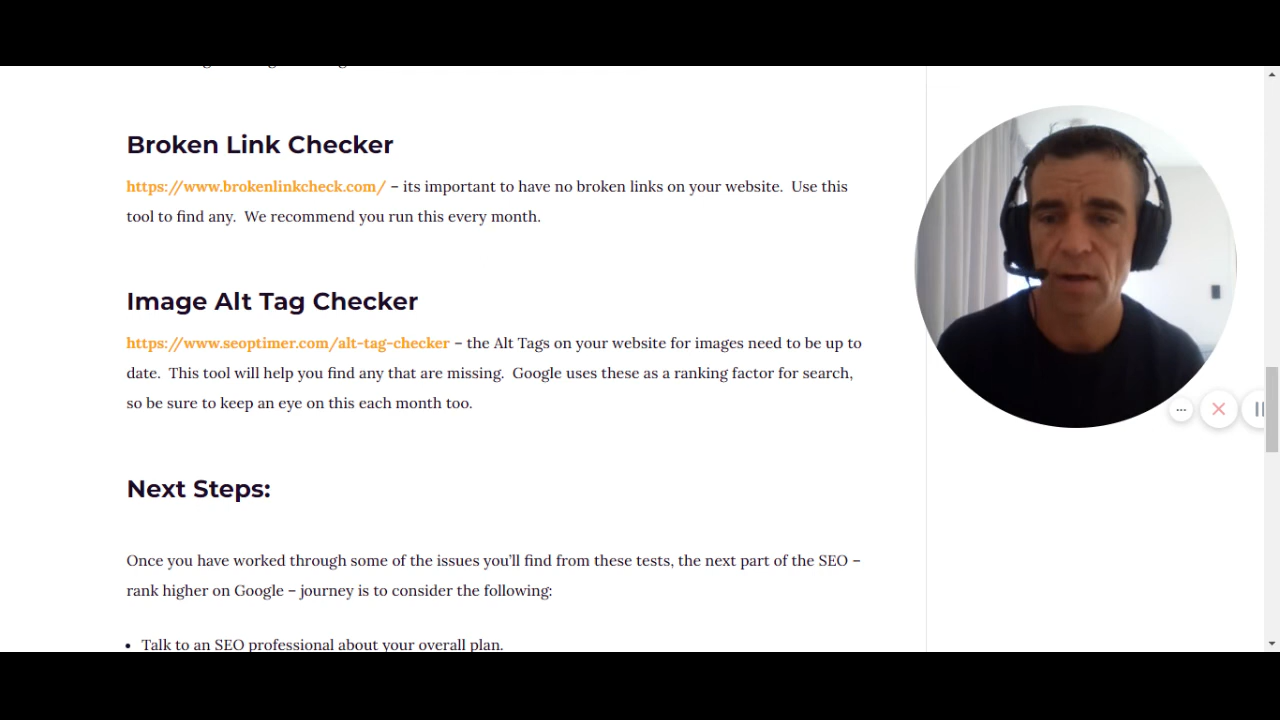 Broken Link Checker
https://www.brokenlinkcheck.com/ – its important to have no broken links on your website.  Use this
tool to find any.  We recommend you run this every month.
Image Alt Tag Checker
https://www.seoptimer.com/alt-tag-checker – the Alt Tags on your website for images need to be up to
date.  This tool will help you find any that are missing.  Google uses these as a ranking factor for search,
so be sure to keep an eye on this each month too.
Next Steps:
Once you have worked through some of the issues you’ll find from these tests, the next part of the SEO –
rank higher on Google – journey is to consider the following:
• Talk to an SEO professional about your overall plan.